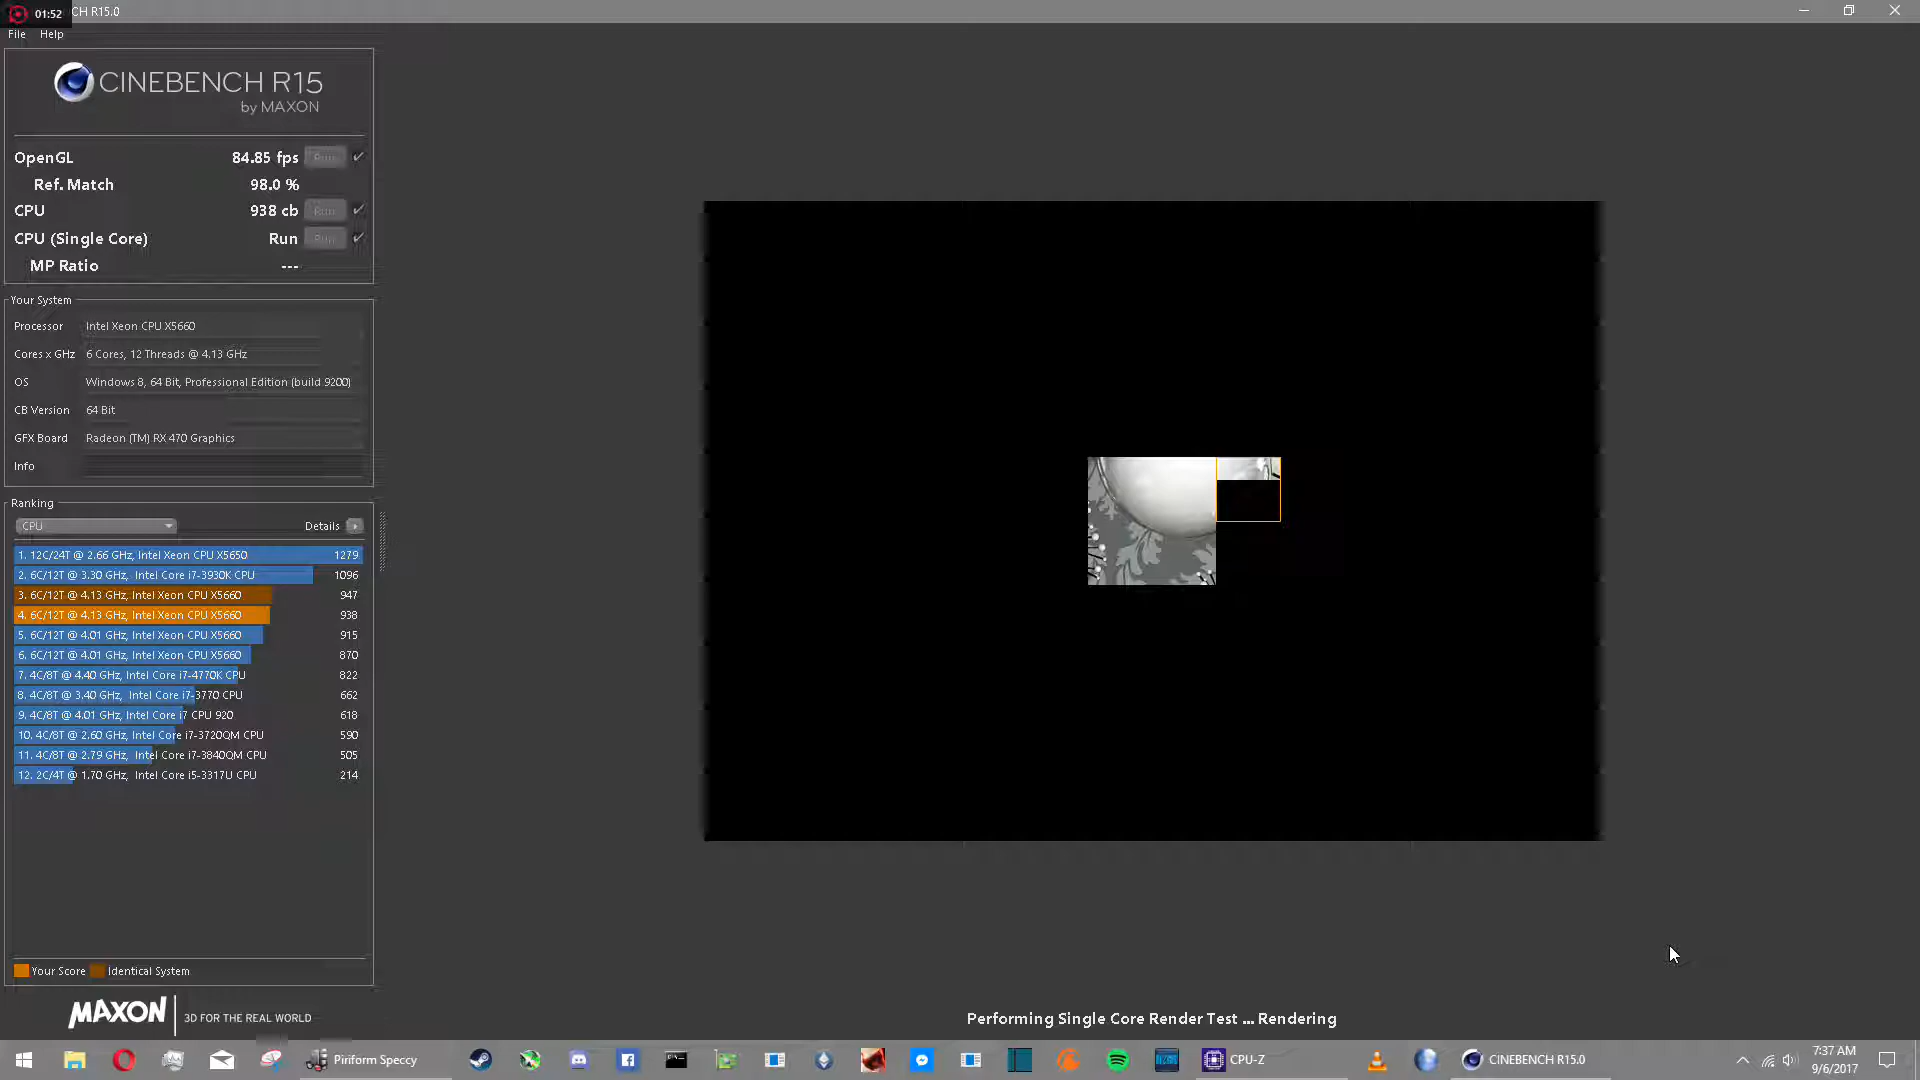 01:52
CH R15.0
File Help
CINEBENCH R15
by MAXON
OpenGL 84.85 fps Run
Ref. Match 98.0 %
CPU 938 cb Run
CPU (Single Core) Run Run
MP Ratio ---
Your System
Processor Intel Xeon CPU X5660
Cores x GHz 6 Cores, 12 Threads @ 4.13 GHz
OS Windows 8, 64 Bit, Professional Edition (build 9200)
CB Version 64 Bit
GFX Board Radeon (TM) RX 470 Graphics
Info
Ranking
CPU Details
1. 12C/24T @ 2.66 GHz, Intel Xeon CPU X5650 1279
2. 6C/12T @ 3.30 GHz, Intel Core i7-3930K CPU 1096
3. 6C/12T @ 4.13 GHz, Intel Xeon CPU X5660 947
4. 6C/12T @ 4.13 GHz, Intel Xeon CPU X5660 938
5. 6C/12T @ 4.01 GHz, Intel Xeon CPU X5660 915
6. 6C/12T @ 4.01 GHz, Intel Xeon CPU X5660 870
7. 4C/8T @ 4.40 GHz, Intel Core i7-4770K CPU 822
8. 4C/8T @ 3.40 GHz, Intel Core i7-3770 CPU 662
9. 4C/8T @ 4.01 GHz, Intel Core i7 CPU 920 618
10. 4C/8T @ 2.60 GHz, Intel Core i7-3720QM CPU 590
11. 4C/8T @ 2.79 GHz, Intel Core i7-3840QM CPU 505
12. 2C/4T @ 1.70 GHz, Intel Core i5-3317U CPU 214
Your Score Identical System
MAXON 3D FOR THE REAL WORLD
Performing Single Core Render Test ... Rendering
Piriform Speccy CPU-Z CINEBENCH R15.0 7:37 AM
9/6/2017